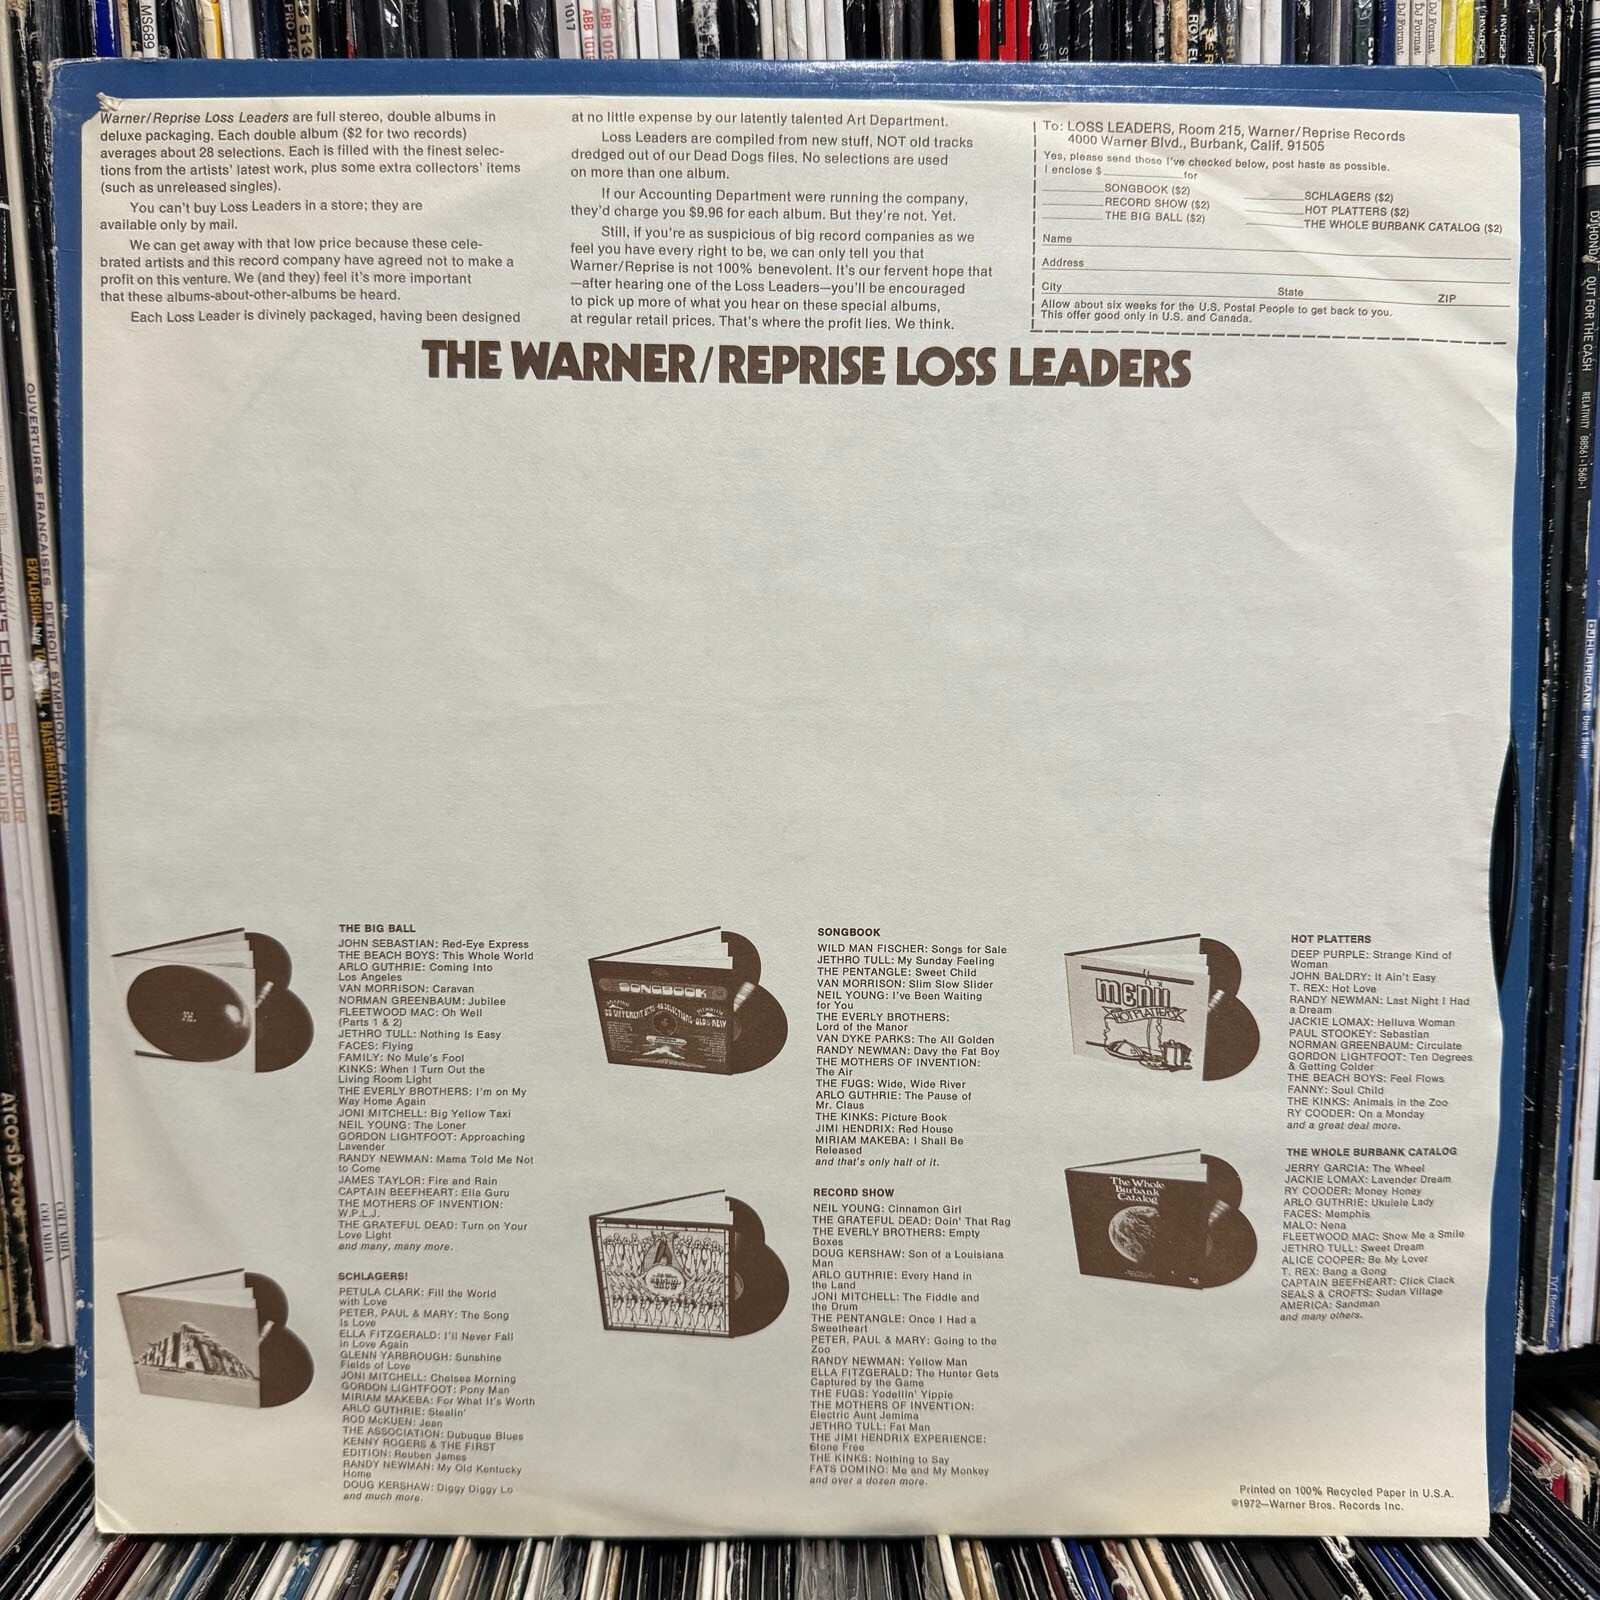 Warner/Reprise Loss Leaders are full stereo, double albums in
deluxe packaging. Each double album ($2 for two records)
averages about 28 selections. Each is filled with the finest selec-
tions from the artists' latest work, plus some extra collectors' items
(such as unreleased singles).
You can't buy Loss Leaders in a store; they are
available only by mail.
We can get away with that low price because these cele-
brated artists and this record company have agreed not to make a
profit on this venture. We (and they) feel it's more important
that these albums-about-other-albums be heard.
Each Loss Leader is divinely packaged, having been designed
at no little expense by our latently talented Art Department.
Loss Leaders are compiled from new stuff, NOT old tracks
dredged out of our Dead Dogs files. No selections are used
on more than one album.
If our Accounting Department were running the company,
they'd charge you $9.96 for each album. But they're not. Yet.
Still, if you're as suspicious of big record companies as we
feel you have every right to be, we can only tell you that
Warner/Reprise is not 100% benevolent. It's our fervent hope that
—after hearing one of the Loss Leaders—you'll be encouraged
to pick up more of what you hear on these special albums,
at regular retail prices. That's where the profit lies. We think.
To: LOSS LEADERS, Room 215, Warner/Reprise Records
4000 Warner Blvd., Burbank, Calif. 91505
Yes, please send those I've checked below, post haste as possible.
I enclose $ for
SONGBOOK ($2)
RECORD SHOW ($2)
THE BIG BALL ($2)
SCHLAGERS ($2)
HOT PLATTERS ($2)
THE WHOLE BURBANK CATALOG ($2)
Name
Address
City State ZIP
Allow about six weeks for the U.S. Postal People to get back to you.
This offer good only in U.S. and Canada.
THE WARNER/REPRISE LOSS LEADERS
THE BIG BALL
JOHN SEBASTIAN: Red-Eye Express
THE BEACH BOYS: This Whole World
ARLO GUTHRIE: Coming Into
Los Angeles
VAN MORRISON: Caravan
NORMAN GREENBAUM: Jubilee
FLEETWOOD MAC: Oh Well
(Parts 1 & 2)
JETHRO TULL: Nothing Is Easy
FACES: Flying
FAMILY: No Mule's Fool
KINKS: When I Turn Out the
Living Room Light
THE EVERLY BROTHERS: I'm on My
Way Home Again
JONI MITCHELL: Big Yellow Taxi
NEIL YOUNG: The Loner
GORDON LIGHTFOOT: Approaching
Lavender
RANDY NEWMAN: Mama Told Me Not
to Come
JAMES TAYLOR: Fire and Rain
CAPTAIN BEEFHEART: Ella Guru
THE MOTHERS OF INVENTION:
W.P.L.J.
THE GRATEFUL DEAD: Turn on Your
Love Light
and many, many more.
SCHLAGERS!
PETULA CLARK: Fill the World
with Love
PETER, PAUL & MARY: The Song
Is Love
ELLA FITZGERALD: I'll Never Fall
in Love Again
GLENN YARBROUGH: Sunshine
Fields of Love
JONI MITCHELL: Chelsea Morning
GORDON LIGHTFOOT: Pony Man
MIRIAM MAKEBA: For What It's Worth
ARLO GUTHRIE: Stealin'
ROD McKUEN: Jean
THE ASSOCIATION: Dubuque Blues
KENNY ROGERS & THE FIRST
EDITION: Reuben James
RANDY NEWMAN: My Old Kentucky
Home
DOUG KERSHAW: Diggy Diggy Lo
and much more.
SONGBOOK
WILD MAN FISCHER: Songs for Sale
JETHRO TULL: My Sunday Feeling
THE PENTANGLE: Sweet Child
VAN MORRISON: Slim Slow Slider
NEIL YOUNG: I've Been Waiting
for You
THE EVERLY BROTHERS:
Lord of the Manor
VAN DYKE PARKS: The All Golden
RANDY NEWMAN: Davy the Fat Boy
THE MOTHERS OF INVENTION:
The Air
THE FUGS: Wide, Wide River
ARLO GUTHRIE: The Pause of
Mr. Claus
THE KINKS: Picture Book
JIMI HENDRIX: Red House
MIRIAM MAKEBA: I Shall Be
Released
and that's only half of it.
RECORD SHOW
NEIL YOUNG: Cinnamon Girl
THE GRATEFUL DEAD: Doin' That Rag
THE EVERLY BROTHERS: Empty
Boxes
DOUG KERSHAW: Son of a Louisiana
Man
ARLO GUTHRIE: Every Hand in
the Land
JONI MITCHELL: The Fiddle and
the Drum
THE PENTANGLE: Once I Had a
Sweetheart
PETER, PAUL & MARY: Going to the
Zoo
RANDY NEWMAN: Yellow Man
ELLA FITZGERALD: The Hunter Gets
Captured by the Game
THE FUGS: Yodellin' Yippie
THE MOTHERS OF INVENTION:
Electric Aunt Jemima
JETHRO TULL: Fat Man
THE JIMI HENDRIX EXPERIENCE:
Stone Free
THE KINKS: Nothing to Say
FATS DOMINO: Me and My Monkey
and over a dozen more.
HOT PLATTERS
DEEP PURPLE: Strange Kind of
Woman
JOHN BALDRY: It Ain't Easy
T. REX: Hot Love
RANDY NEWMAN: Last Night I Had
a Dream
JACKIE LOMAX: Helluva Woman
PAUL STOOKEY: Sebastian
NORMAN GREENBAUM: Circulate
GORDON LIGHTFOOT: Ten Degrees
& Getting Colder
THE BEACH BOYS: Feel Flows
FANNY: Soul Child
THE KINKS: Animals in the Zoo
RY COODER: On a Monday
and a great deal more.
THE WHOLE BURBANK CATALOG
JERRY GARCIA: The Wheel
JACKIE LOMAX: Lavender Dream
RY COODER: Money Honey
ARLO GUTHRIE: Ukulele Lady
FACES: Memphis
MALO: Nena
FLEETWOOD MAC: Show Me a Smile
JETHRO TULL: Sweet Dream
ALICE COOPER: Be My Lover
T. REX: Bang a Gong
CAPTAIN BEEFHEART: Click Clack
SEALS & CROFTS: Sudan Village
AMERICA: Sandman
and many others.
SONGBOOK
MENU
HOT PLATTERS
The Whole
Burbank
Catalog
Printed on 100% Recycled Paper in U.S.A.
©1972—Warner Bros. Records Inc.
MS689
ABB 1019
1017
DJ Format
DJ Format
DJ Format
OUVERTURES FRANCAISES, DETROIT SYMPHONY, PARAY
BASEMENTALITY
COLUMBIA
COLUMBIA
DJ HONDA OUT FOR THE CASH RELATIVITY 88561-1560-1
DJ HURRICANE Don't Sleep
TVT Records